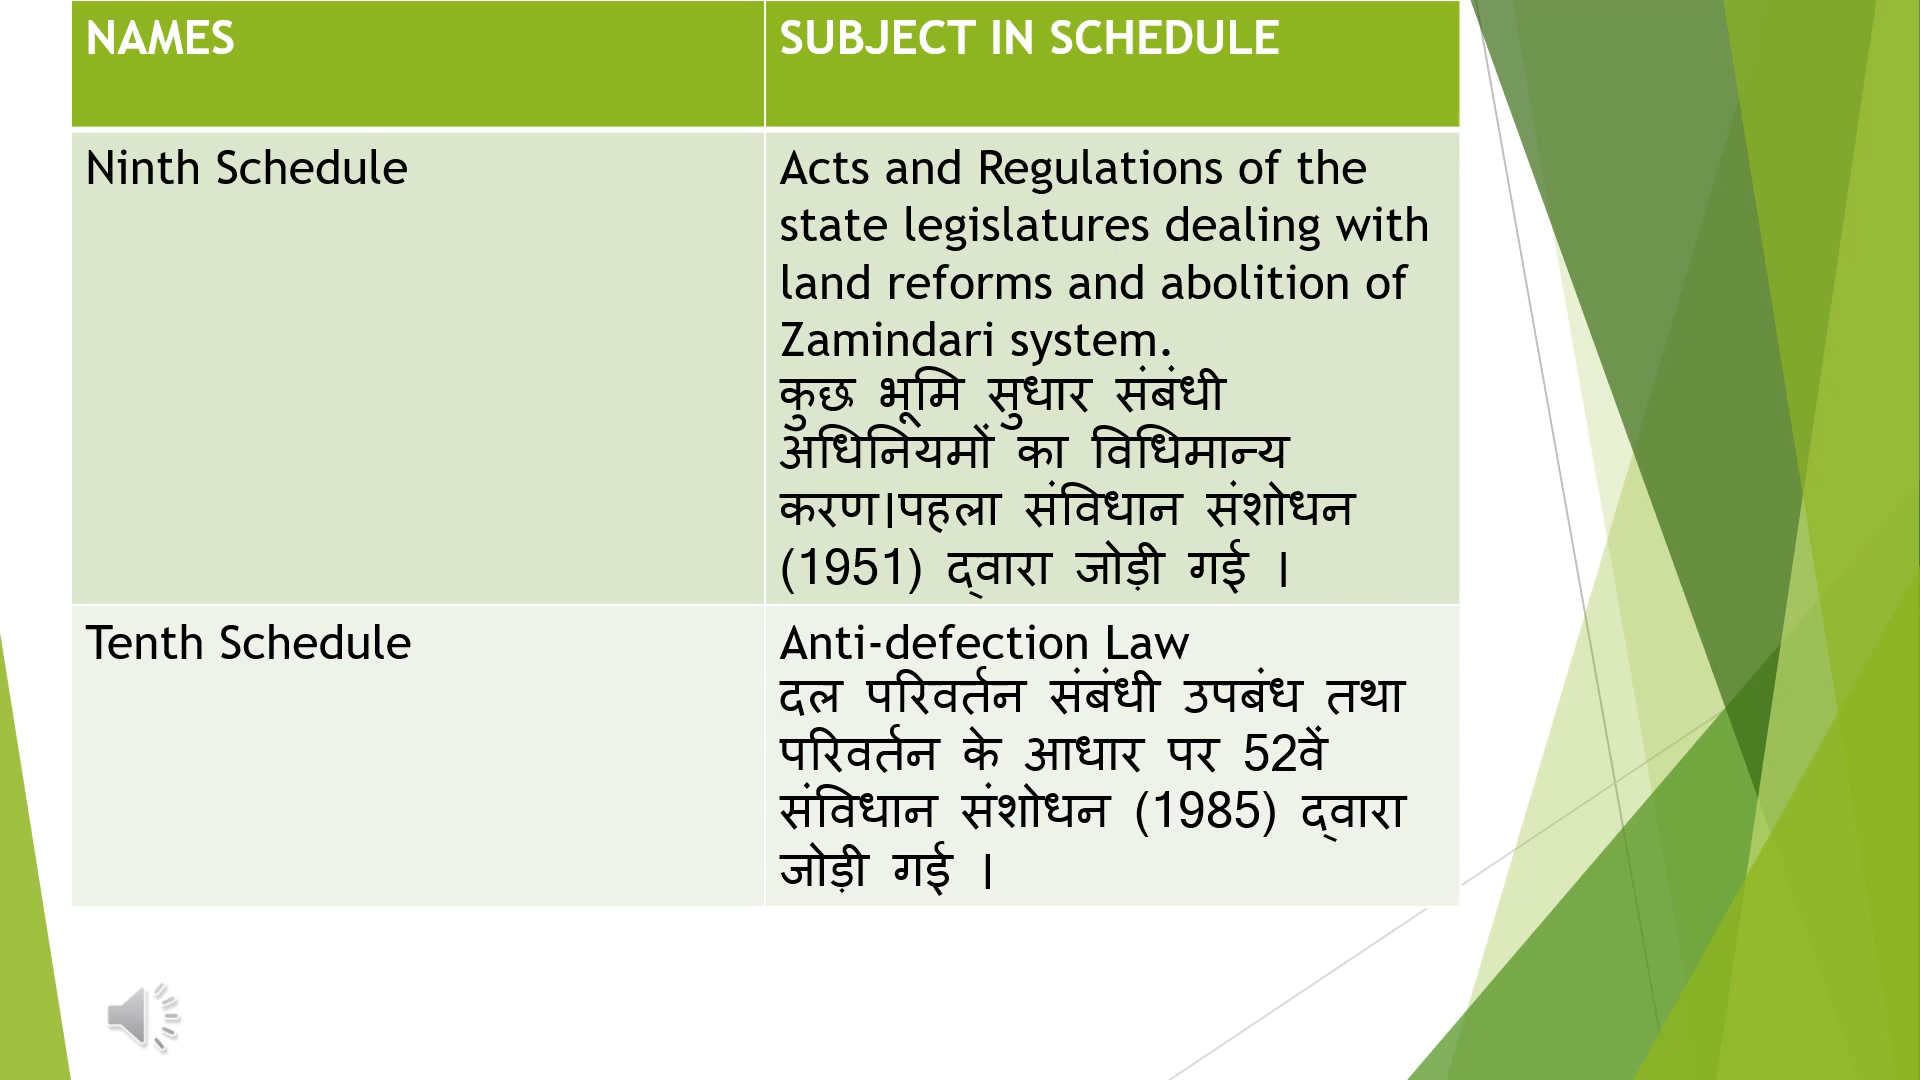 NAMES
SUBJECT IN SCHEDULE
Ninth Schedule
Acts and Regulations of the
state legislatures dealing with
land reforms and abolition of
Zamindari system.
कुछ भूमि सुधार संबंधी
अधिनियमों का विधिमान्य
करण।पहला संविधान संशोधन
(1951) द्वारा जोड़ी गई ।
Tenth Schedule
Anti-defection Law
दल परिवर्तन संबंधी उपबंध तथा
परिवर्तन के आधार पर 52वें
संविधान संशोधन (1985) द्वारा
जोड़ी गई ।